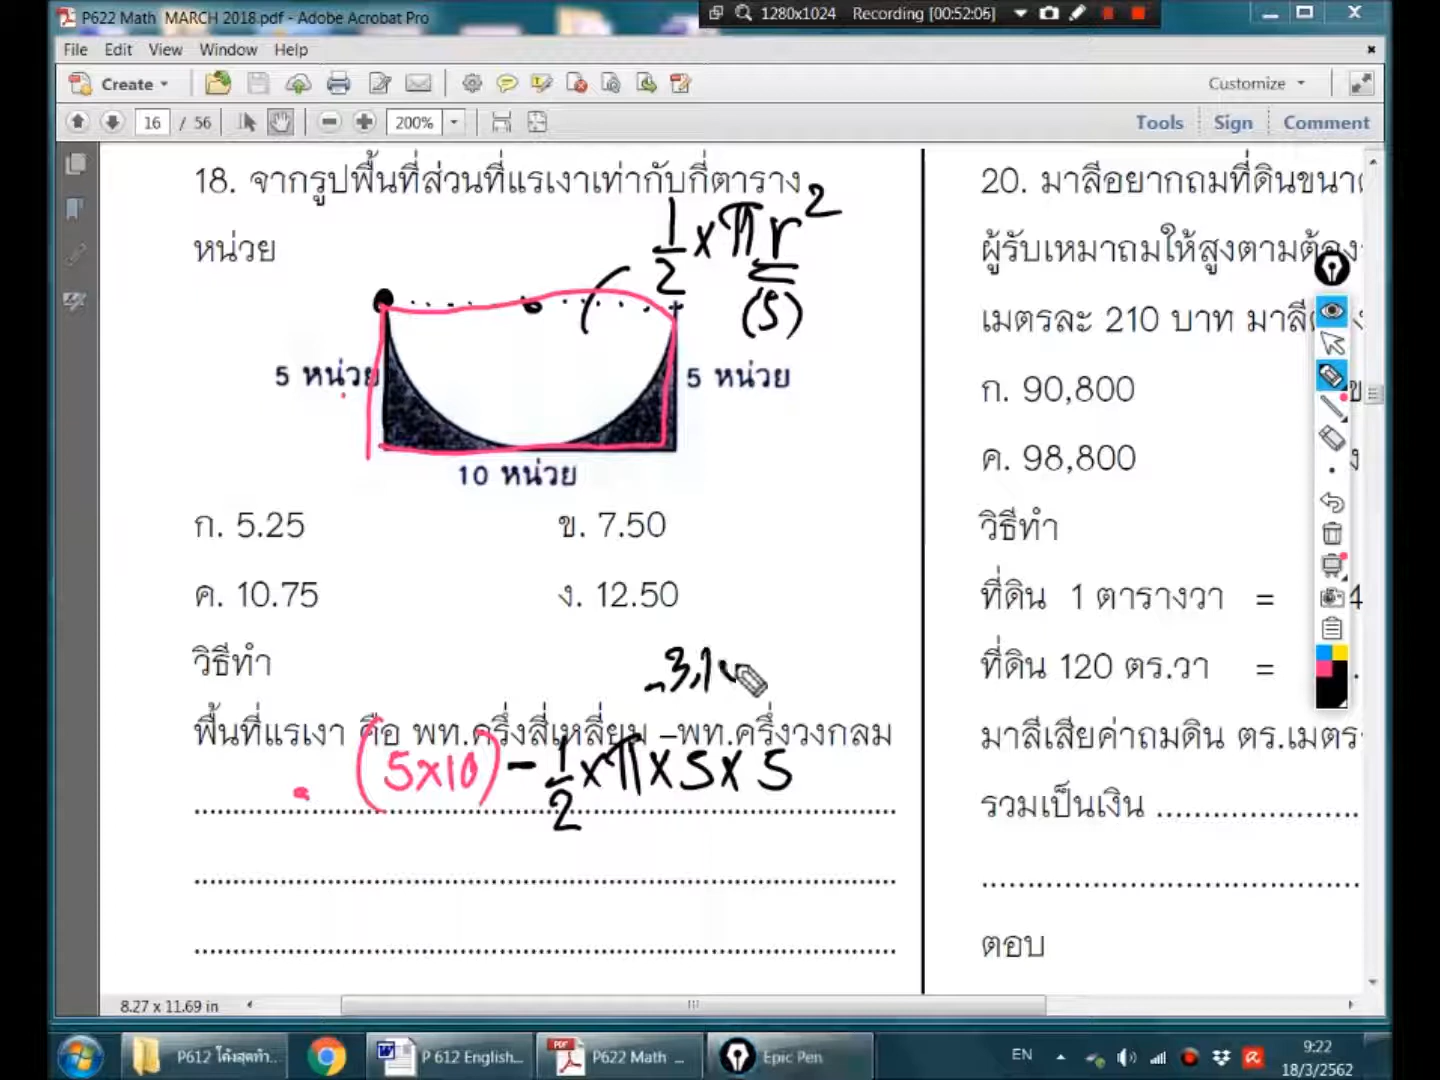 P622 Math MARCH 2018.pdf - Adobe Acrobat Pro
1280x1024 Recording [00:52:06]
File Edit View Window Help
Create
Customize
16 / 56
200%
Tools Sign Comment
18. จากรูปพื้นที่ส่วนที่แรเงาเท่ากับกี่ตาราง
หน่วย
1/2 × πr²
(5)
5 หน่วย
5 หน่วย
10 หน่วย
ก. 5.25 ข. 7.50
ค. 10.75 ง. 12.50
วิธีทำ
3.1
พื้นที่แรเงา คือ พท.ครึ่งสี่เหลี่ยม –พท.ครึ่งวงกลม
(5×10) - 1/2 × π × 5 × 5
20. มาลีอยากถมที่ดินขนา
ผู้รับเหมาถมให้สูงตามต้อง
เมตรละ 210 บาท มาลี
ก. 90,800 ข
ค. 98,800 ง
วิธีทำ
ที่ดิน 1 ตารางวา = 4
ที่ดิน 120 ตร.วา =
มาลีเสียค่าถมดิน ตร.เมตร
รวมเป็นเงิน ......................
ตอบ
8.27 x 11.69 in
P612 โค้งสุดท้า...
P 612 English...
P622 Math ...
Epic Pen
EN
9:22
18/3/2562